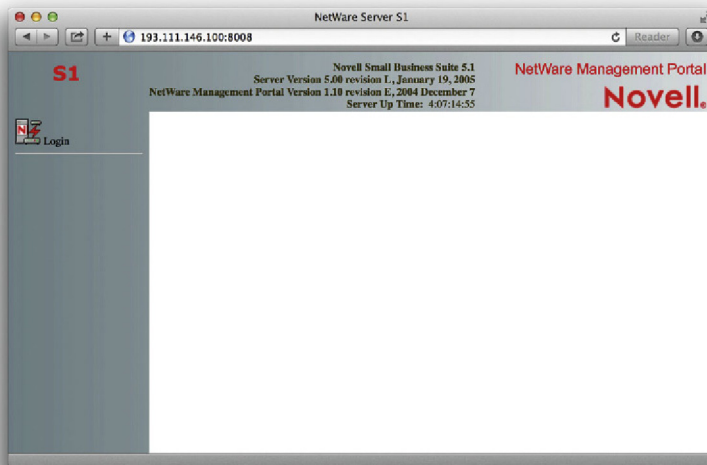 NetWare Server S1
193.111.146.100:8008
Reader
S1
Novell Small Business Suite 5.1
Server Version 5.00 revision L, January 19, 2005
NetWare Management Portal Version 1.10 revision E, 2004 December 7
Server Up Time: 4:07:14:55
NetWare Management Portal
Novell®
N
Login